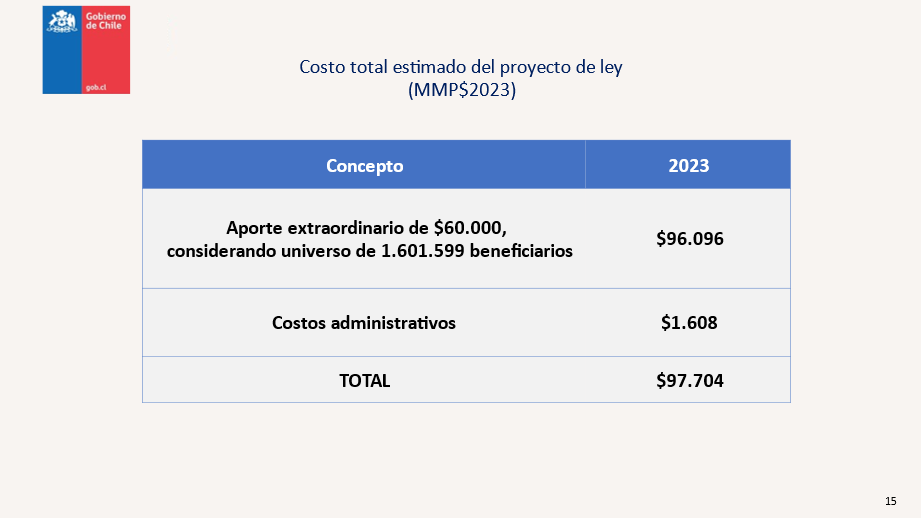 Gobierno
de Chile
gob.cl
Costo total estimado del proyecto de ley
(MMP$2023)
Concepto
2023
Aporte extraordinario de $60.000,
considerando universo de 1.601.599 beneficiarios
$96.096
Costos administrativos
$1.608
TOTAL
$97.704
15